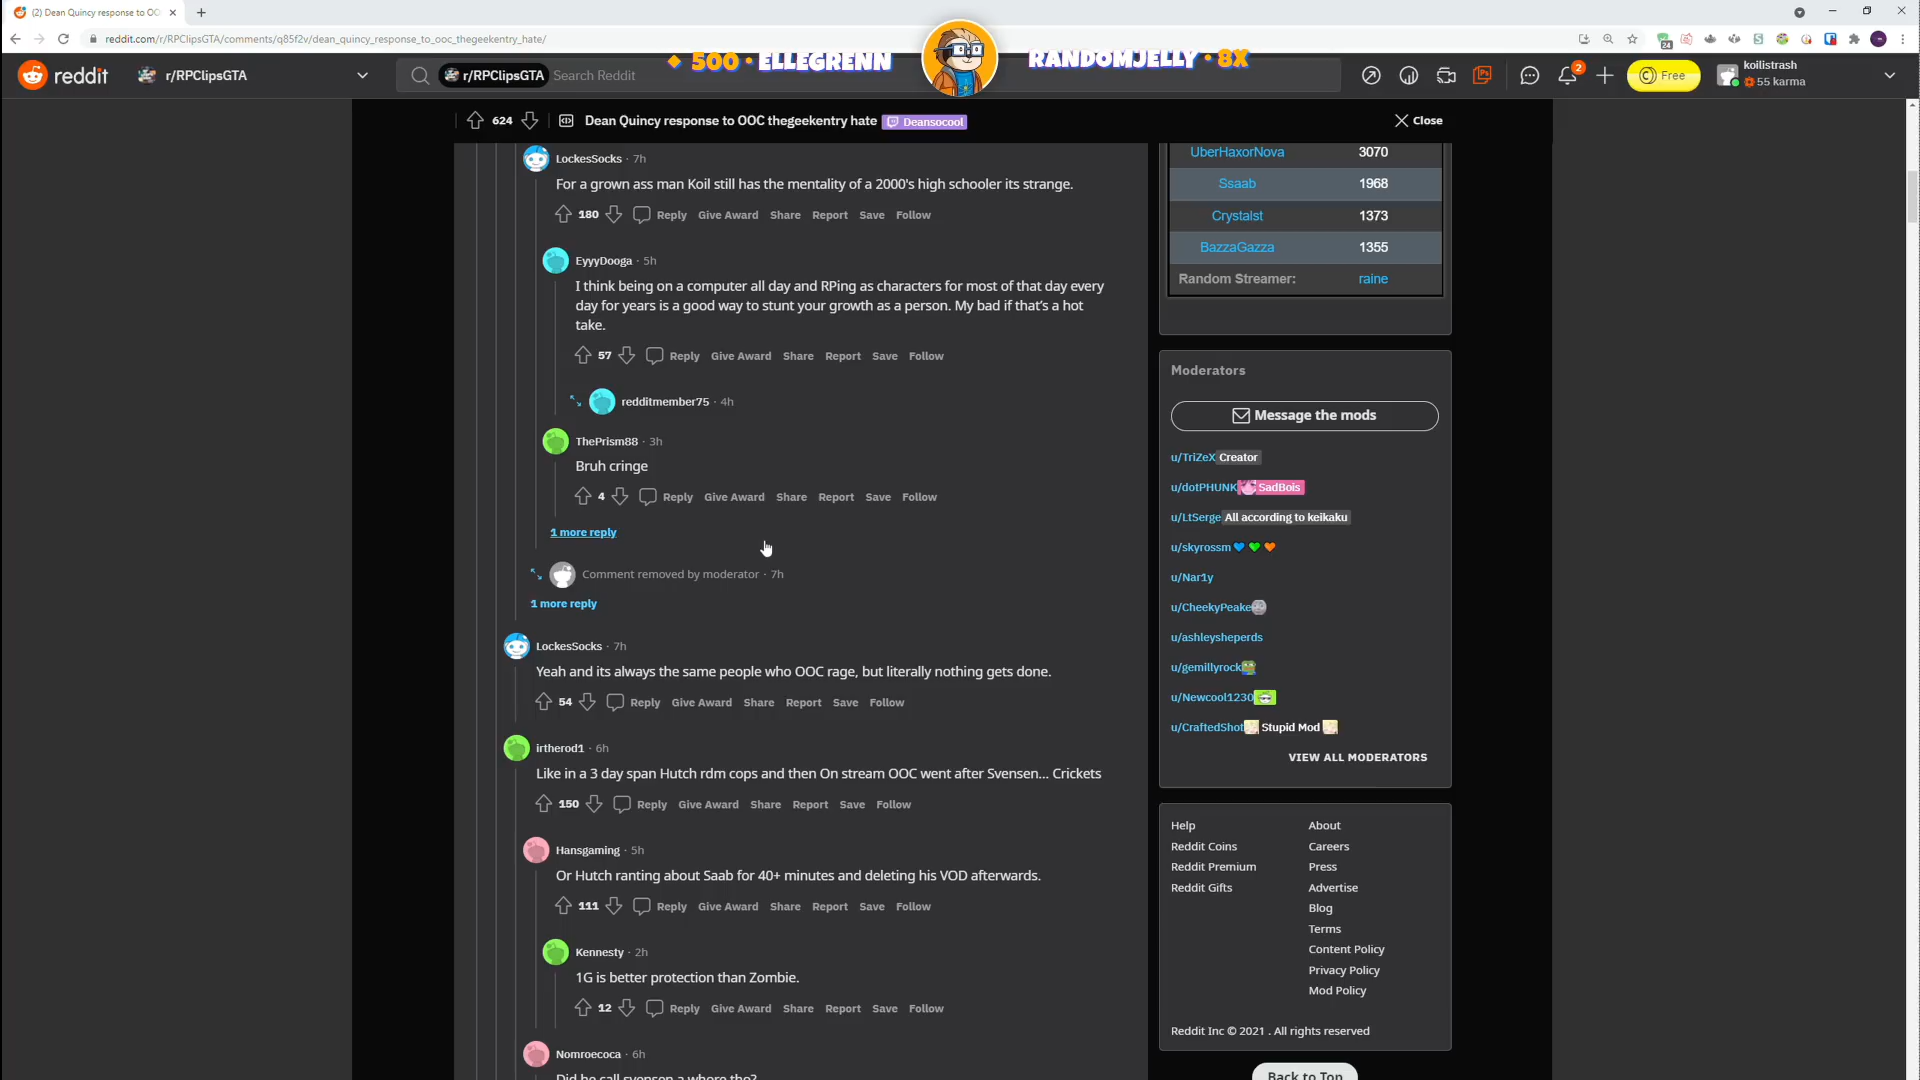 (2) Dean Quincy response to OO
reddit.com/r/RPClipsGTA/comments/q85f2v/dean_quincy_response_to_ooc_thegeekentry_hate/
24
500 • ELLEGRENN
RANDOMJELLY • 8X
reddit
r/RPClipsGTA
r/RPClipsGTA
Search Reddit
Ps
2
Free
koilistrash
55 karma
624
Dean Quincy response to OOC thegeekentry hate
Deansocool
Close
LockesSocks · 7h
For a grown ass man Koil still has the mentality of a 2000's high schooler its strange.
180 Reply Give Award Share Report Save Follow
EyyyDooga · 5h
I think being on a computer all day and RPing as characters for most of that day every
day for years is a good way to stunt your growth as a person. My bad if that's a hot
take.
57 Reply Give Award Share Report Save Follow
redditmember75 · 4h
ThePrism88 · 3h
Bruh cringe
4 Reply Give Award Share Report Save Follow
1 more reply
Comment removed by moderator · 7h
1 more reply
LockesSocks · 7h
Yeah and its always the same people who OOC rage, but literally nothing gets done.
54 Reply Give Award Share Report Save Follow
irtherod1 · 6h
Like in a 3 day span Hutch rdm cops and then On stream OOC went after Svensen... Crickets
150 Reply Give Award Share Report Save Follow
Hansgaming · 5h
Or Hutch ranting about Saab for 40+ minutes and deleting his VOD afterwards.
111 Reply Give Award Share Report Save Follow
Kennesty · 2h
1G is better protection than Zombie.
12 Reply Give Award Share Report Save Follow
Nomroecoca · 6h
Did he call svensen a whore tho?
UberHaxorNova 3070
Ssaab 1968
Crystalst 1373
BazzaGazza 1355
Random Streamer: raine
Moderators
Message the mods
u/TriZeX Creator
u/dotPHUNK SadBois
u/LtSerge All according to keikaku
u/skyrossm
u/Nar1y
u/CheekyPeake
u/ashleysheperds
u/gemillyrock
u/Newcool1230
u/CraftedShot Stupid Mod
VIEW ALL MODERATORS
Help About
Reddit Coins Careers
Reddit Premium Press
Reddit Gifts Advertise
Blog
Terms
Content Policy
Privacy Policy
Mod Policy
Reddit Inc © 2021 . All rights reserved
Back to Top